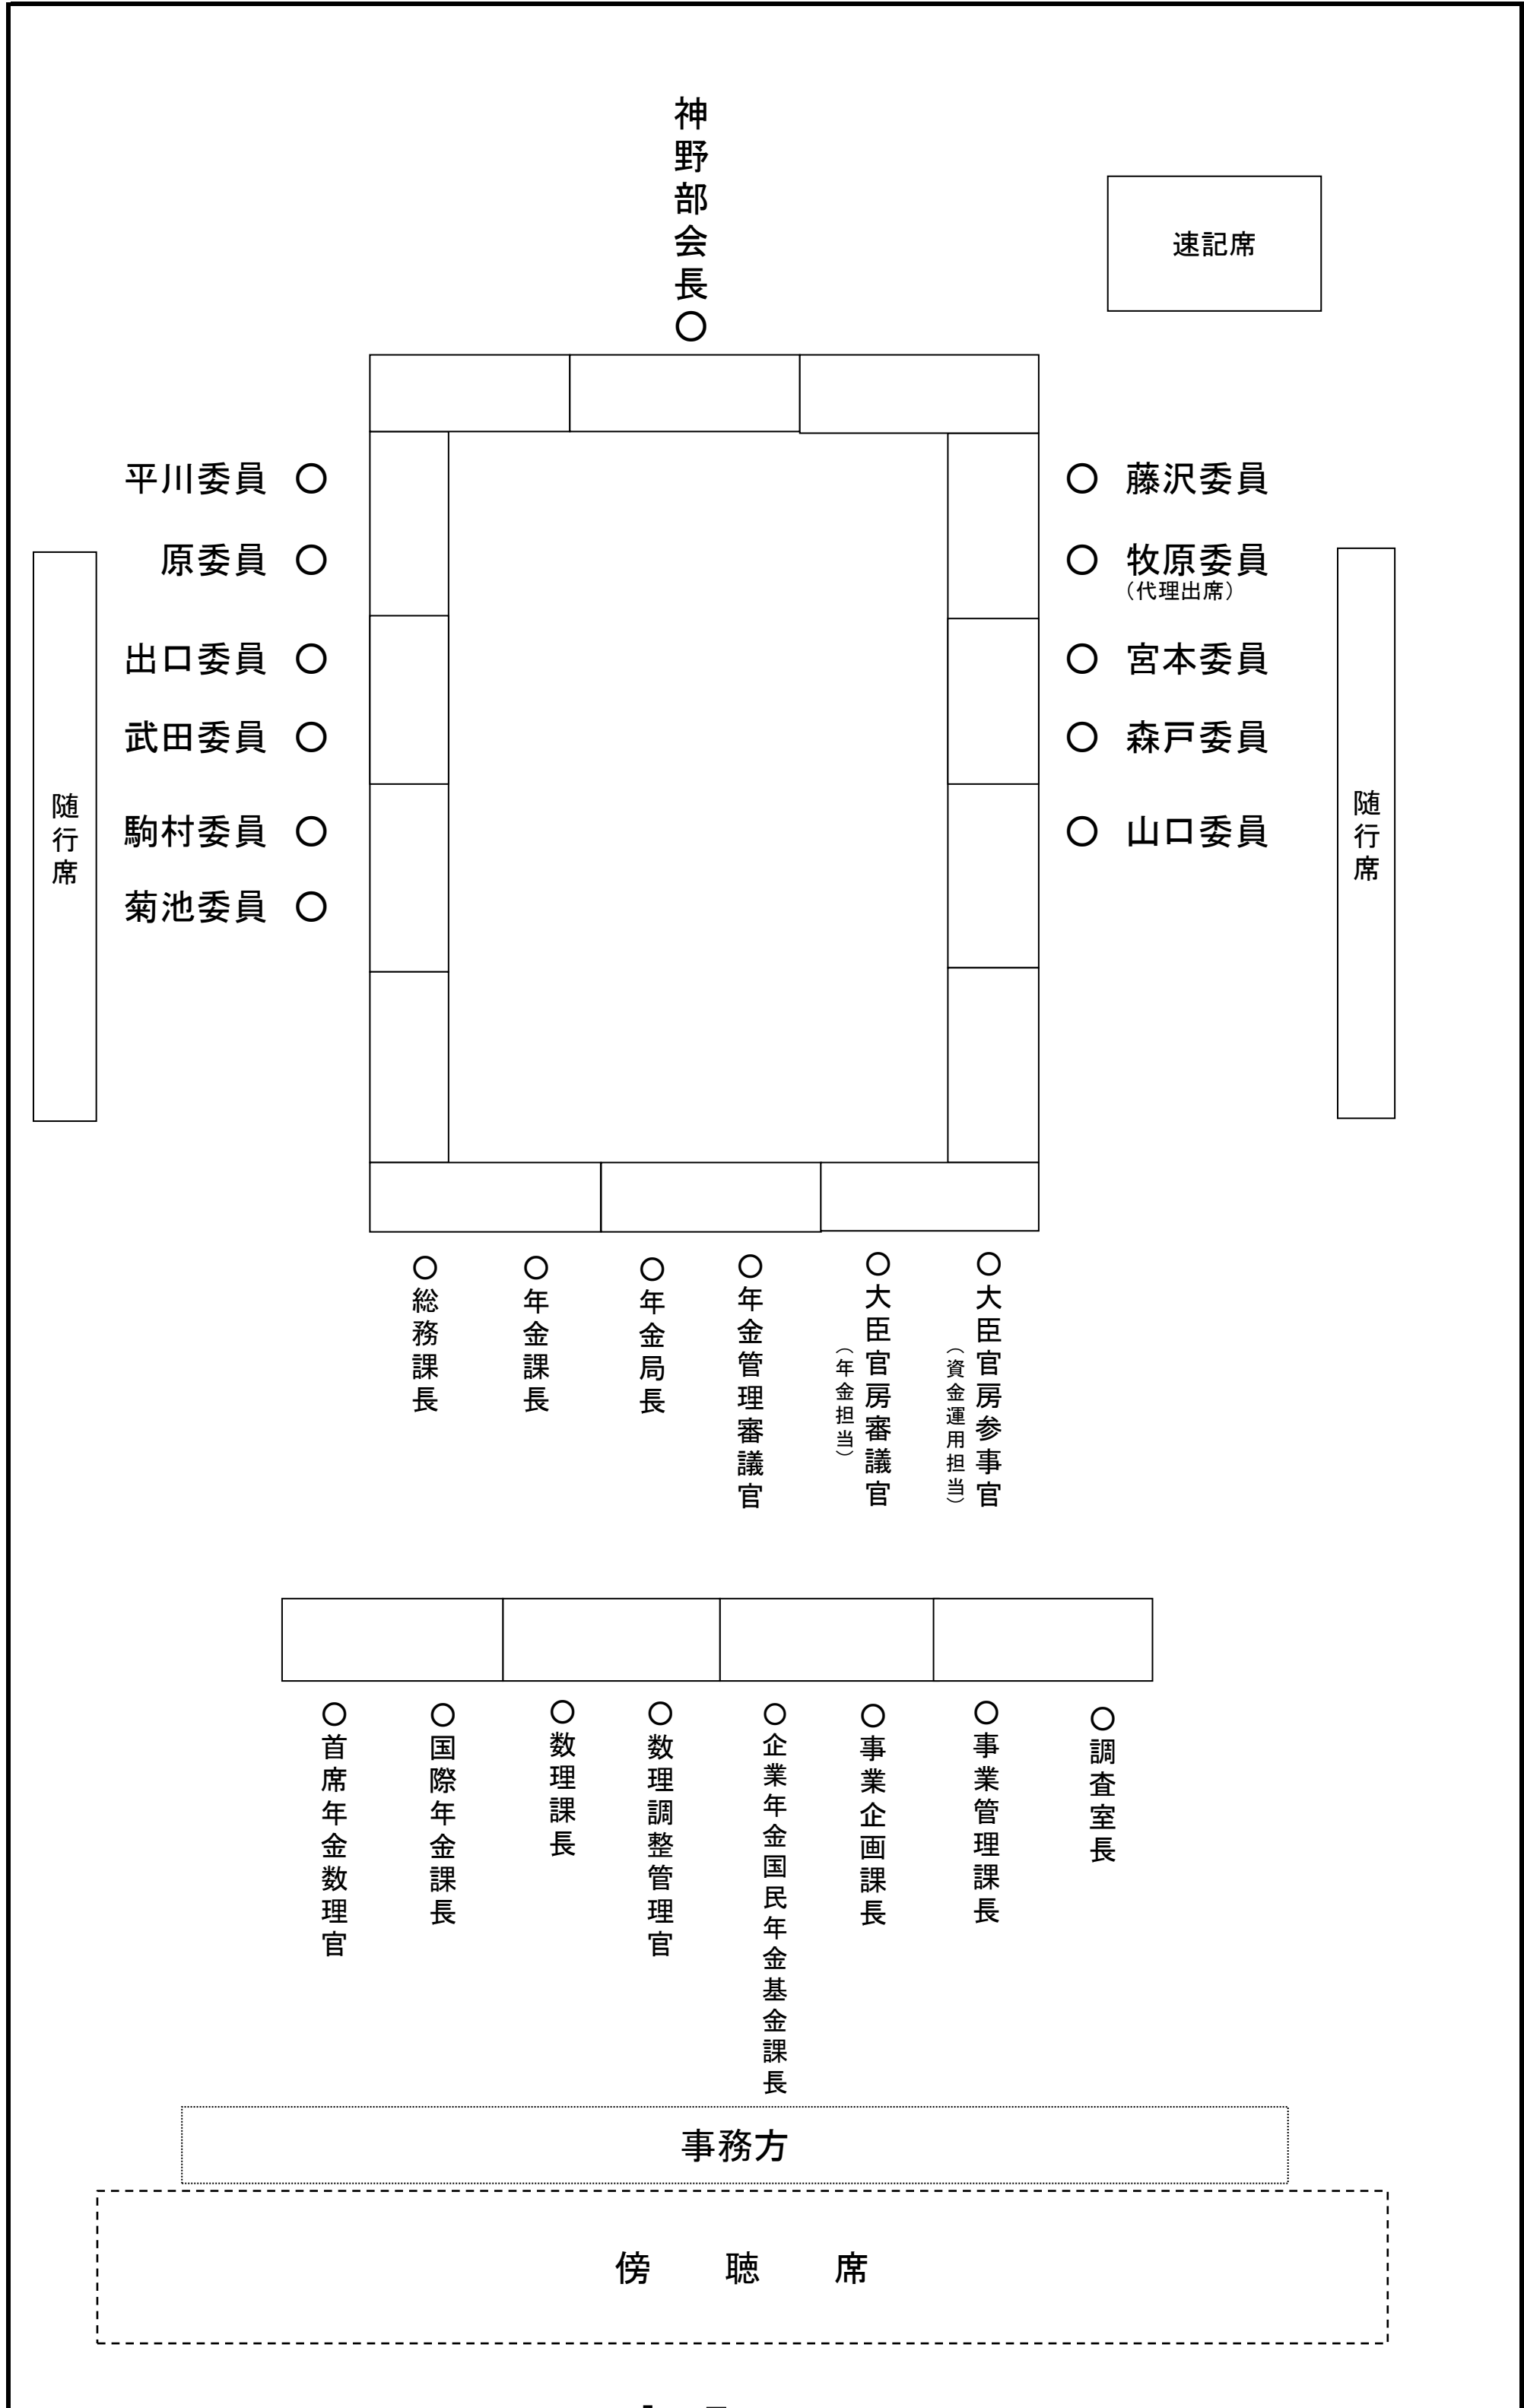 神野部会長○
速記席
平川委員 ○
原委員 ○
出口委員 ○
武田委員 ○
駒村委員 ○
菊池委員 ○
○ 藤沢委員
○ 牧原委員
（代理出席）
○ 宮本委員
○ 森戸委員
○ 山口委員
随行席
随行席
○総務課長
○年金課長
○年金局長
○年金管理審議官
○大臣官房審議官
（年金担当）
○大臣官房参事官
（資金運用担当）
○首席年金数理官
○国際年金課長
○数理課長
○数理調整管理官
○企業年金国民年金基金課長
○事業企画課長
○事業管理課長
○調査室長
事務方
傍　聴　席